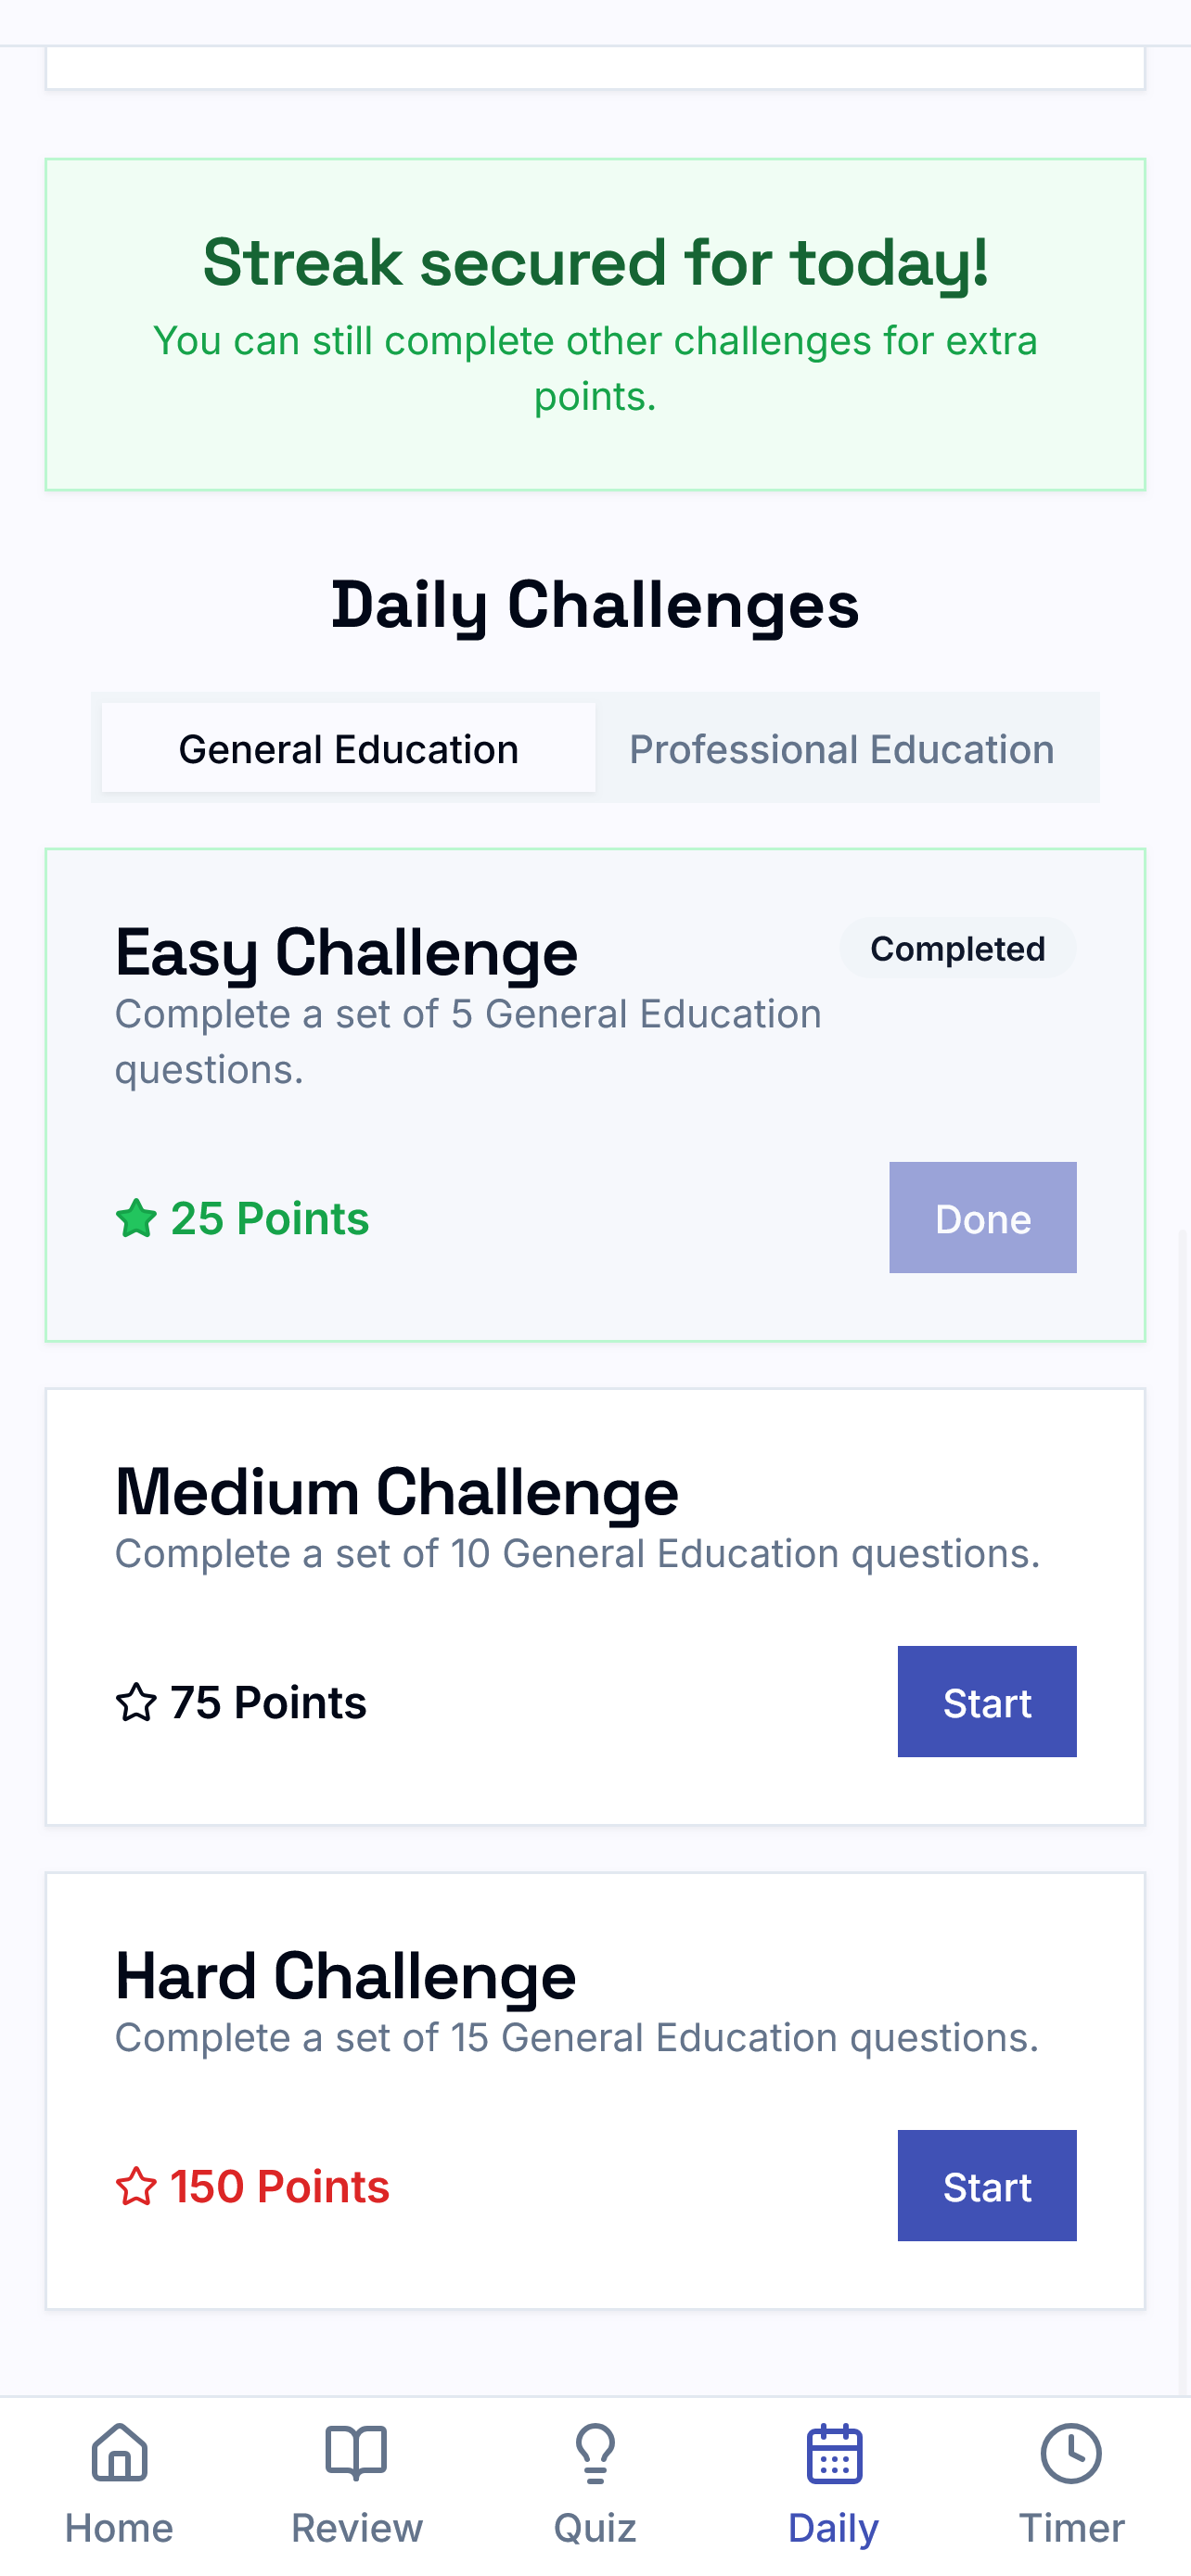 Streak secured for today!
You can still complete other challenges for extra
points.
Daily Challenges
General Education
Professional Education
Easy Challenge
Completed
Complete a set of 5 General Education
questions.
25 Points
Done
Medium Challenge
Complete a set of 10 General Education questions.
75 Points
Start
Hard Challenge
Complete a set of 15 General Education questions.
150 Points
Start
Home
Review
Quiz
Daily
Timer